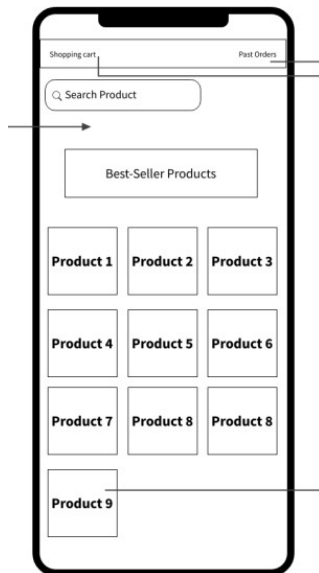 Shopping cart Past Orders
Search Product
Best-Seller Products
Product 1 Product 2 Product 3
Product 4 Product 5 Product 6
Product 7 Product 8 Product 8
Product 9